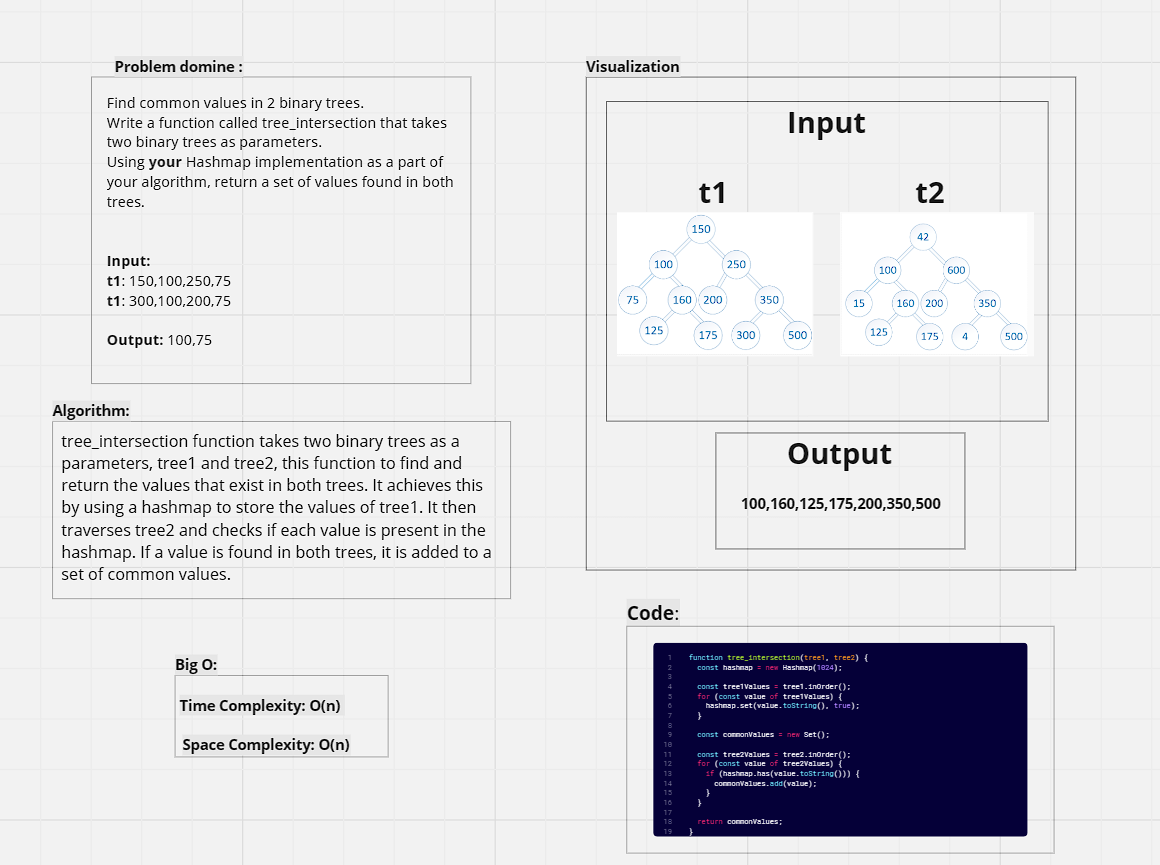 Problem domine :
Find common values in 2 binary trees.
Write a function called tree_intersection that takes
two binary trees as parameters.
Using your Hashmap implementation as a part of
your algorithm, return a set of values found in both
trees.
Input:
t1: 150,100,250,75
t1: 300,100,200,75
Output: 100,75
Algorithm:
tree_intersection function takes two binary trees as a
parameters, tree1 and tree2, this function to find and
return the values that exist in both trees. It achieves this
by using a hashmap to store the values of tree1. It then
traverses tree2 and checks if each value is present in the
hashmap. If a value is found in both trees, it is added to a
set of common values.
Big O:
Time Complexity: O(n)
Space Complexity: O(n)
Visualization
Input
t1
150
100 250
75 160 200 350
125 175 300 500
t2
42
100 600
15 160 200 350
125 175 4 500
Output
100,160,125,175,200,350,500
Code:
1 function tree_intersection(tree1, tree2) {
2 const hashmap = new Hashmap(1024);
3
4 const tree1Values = tree1.inOrder();
5 for (const value of tree1Values) {
6 hashmap.set(value.toString(), true);
7 }
8
9 const commonValues = new Set();
10
11 const tree2Values = tree2.inOrder();
12 for (const value of tree2Values) {
13 if (hashmap.has(value.toString())) {
14 commonValues.add(value);
15 }
16 }
17
18 return commonValues;
19 }